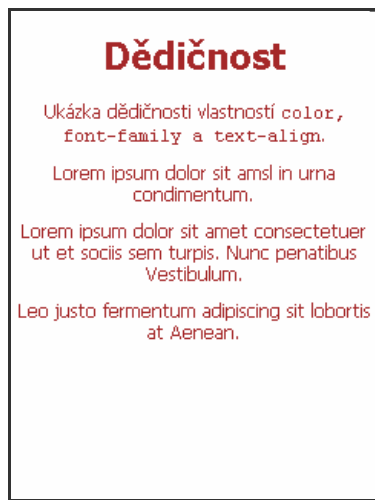 Dědičnost
Ukázka dědičnosti vlastností color,
font-family a text-align.
Lorem ipsum dolor sit amsl in urna
condimentum.
Lorem ipsum dolor sit amet consectetuer
ut et sociis sem turpis. Nunc penatibus
Vestibulum.
Leo justo fermentum adipiscing sit lobortis
at Aenean.